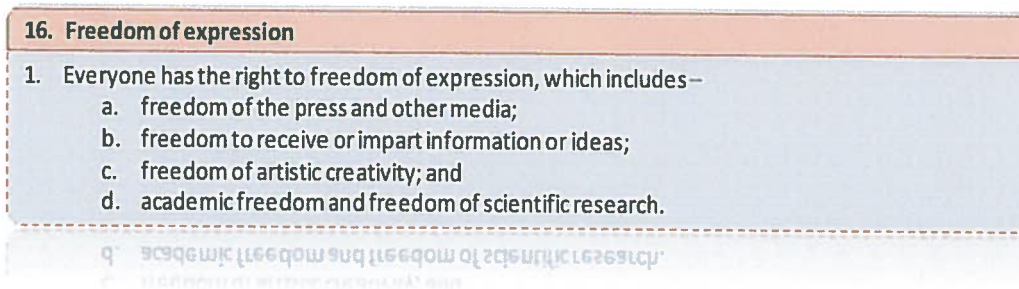 16. Freedom of expression
1. Everyone has the right to freedom of expression, which includes–
a. freedom of the press and other media;
b. freedom to receive or impart information or ideas;
c. freedom of artistic creativity; and
d. academic freedom and freedom of scientific research.